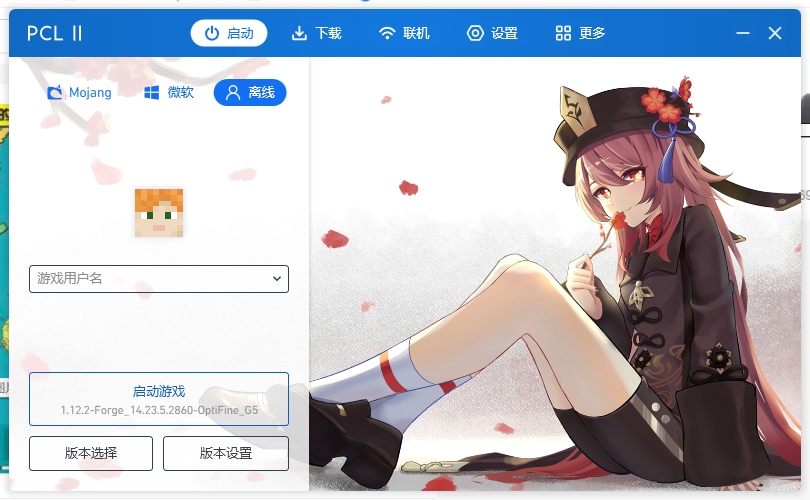 PCL II
启动
下载
联机
设置
更多
Mojang
微软
离线
游戏用户名
启动游戏
1.12.2-Forge_14.23.5.2860-OptiFine_G5
版本选择
版本设置